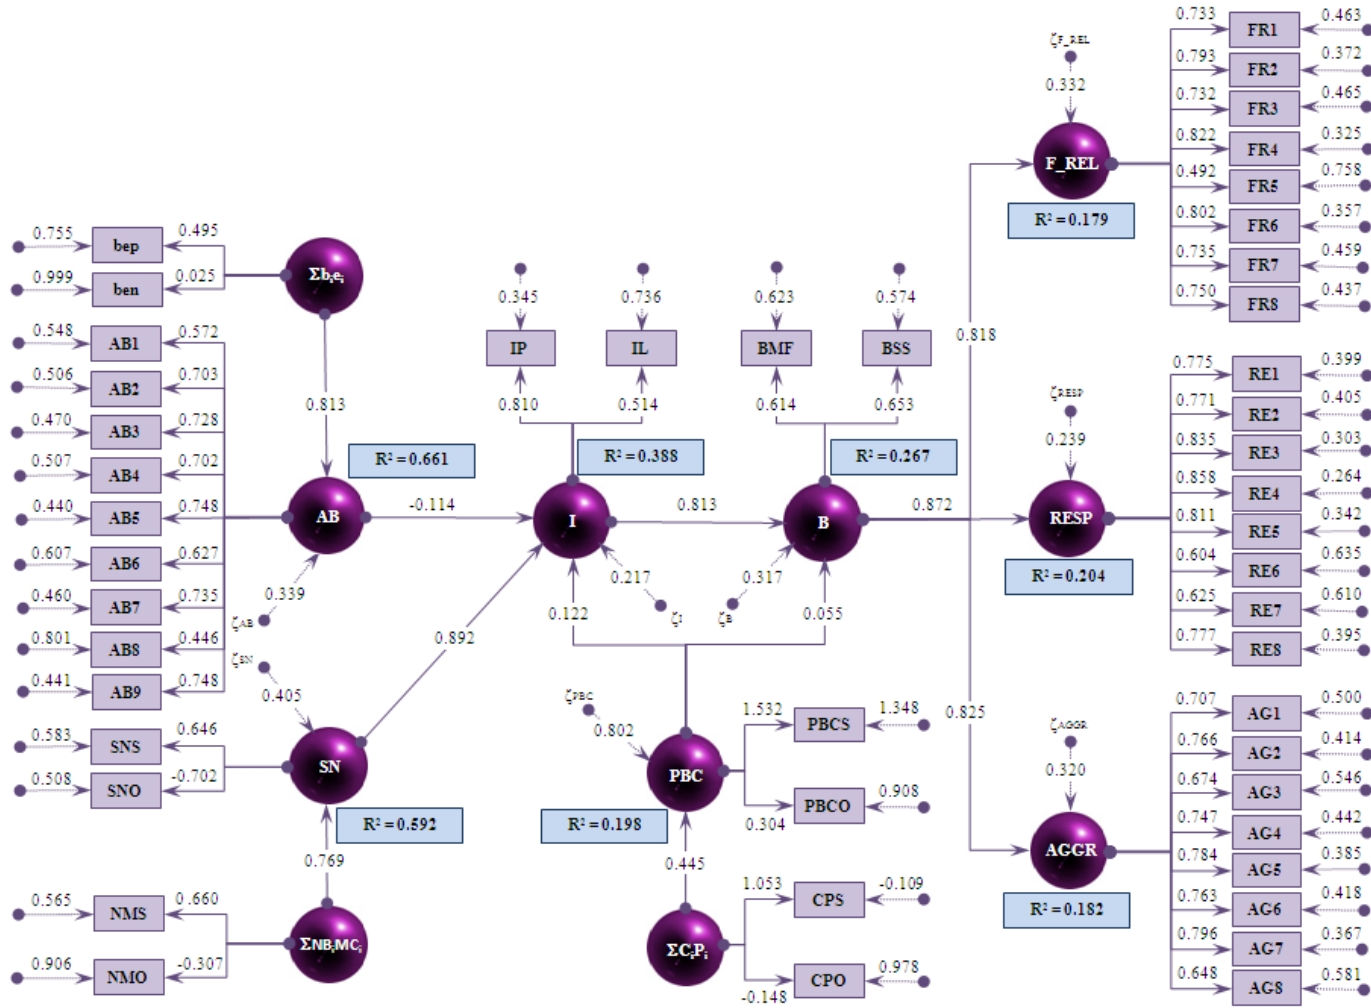 ζF_REL
0.332
F_REL
R² = 0.179
0.733
FR1
0.463
0.793
FR2
0.372
0.732
FR3
0.465
0.822
FR4
0.325
0.492
FR5
0.758
0.802
FR6
0.357
0.735
FR7
0.459
0.750
FR8
0.437
0.755
bep
0.495
0.999
ben
0.025
Σbᵢeᵢ
0.813
0.548
AB1
0.572
0.506
AB2
0.703
0.470
AB3
0.728
0.507
AB4
0.702
0.440
AB5
0.748
0.607
AB6
0.627
0.460
AB7
0.735
0.801
AB8
0.446
0.441
AB9
0.748
R² = 0.661
AB
0.339
ζAB
-0.114
0.345
IP
0.810
0.736
IL
0.514
R² = 0.388
I
0.217
ζI
0.813
0.623
BMF
0.614
0.574
BSS
0.653
R² = 0.267
B
0.317
ζB
0.872
0.818
0.825
0.122
0.055
0.892
ζRESP
0.239
RESP
R² = 0.204
0.775
RE1
0.399
0.771
RE2
0.405
0.835
RE3
0.303
0.858
RE4
0.264
0.811
RE5
0.342
0.604
RE6
0.635
0.625
RE7
0.610
0.777
RE8
0.395
ζSN
0.405
0.583
SNS
0.646
0.508
SNO
-0.702
SN
R² = 0.592
0.769
0.565
NMS
0.660
0.906
NMO
-0.307
ΣNBᵢMCᵢ
ζPBC
0.802
PBC
R² = 0.198
1.532
PBCS
1.348
0.304
PBCO
0.908
0.445
ΣCᵢPᵢ
1.053
CPS
-0.109
-0.148
CPO
0.978
ζAGGR
0.320
AGGR
R² = 0.182
0.707
AG1
0.500
0.766
AG2
0.414
0.674
AG3
0.546
0.747
AG4
0.442
0.784
AG5
0.385
0.763
AG6
0.418
0.796
AG7
0.367
0.648
AG8
0.581